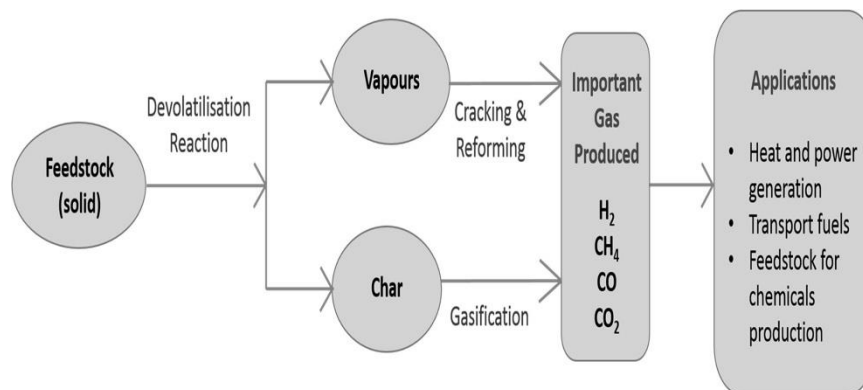 Feedstock
(solid)
Devolatilisation
Reaction
Vapours
Cracking &
Reforming
Char
Gasification
Important
Gas
Produced
H₂
CH₄
CO
CO₂
Applications
• Heat and power
generation
• Transport fuels
• Feedstock for
chemicals
production